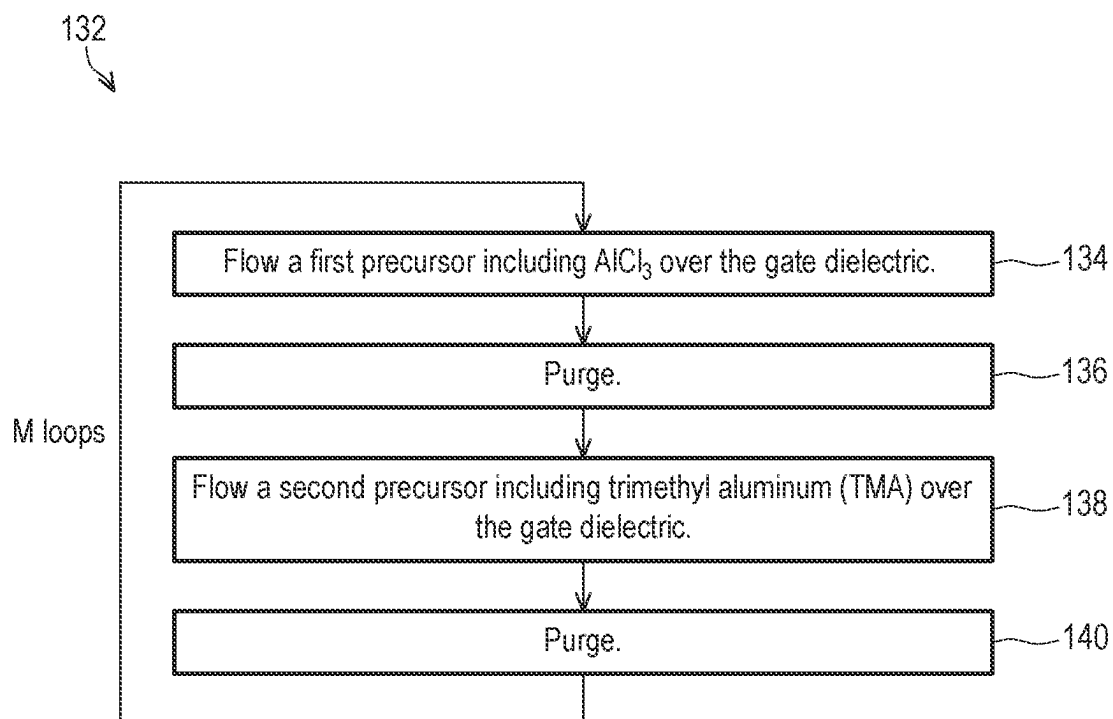 132
Flow a first precursor including AlCl₃ over the gate dielectric.
134
Purge.
136
M loops
Flow a second precursor including trimethyl aluminum (TMA) over
the gate dielectric.
138
Purge.
140